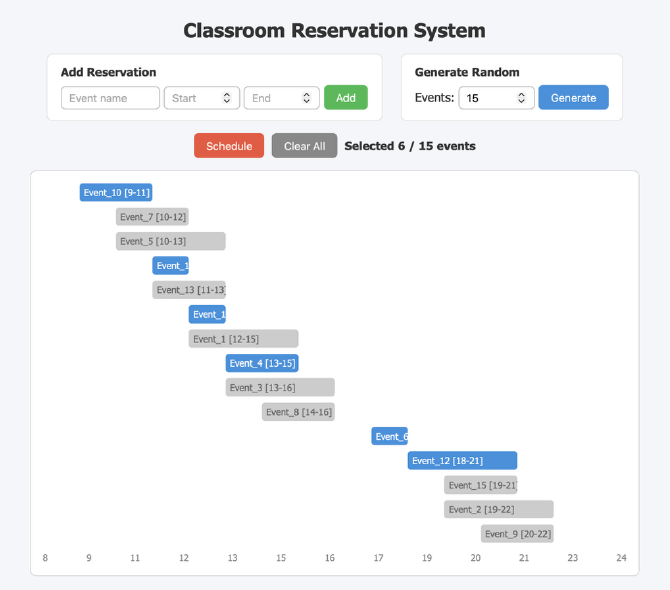 Classroom Reservation System
Add Reservation
Event name Start End Add
Generate Random
Events: 15 Generate
Schedule Clear All Selected 6 / 15 events
Event_10 [9-11]
Event_7 [10-12]
Event_5 [10-13]
Event_1
Event_13 [11-13]
Event_1
Event_1 [12-15]
Event_4 [13-15]
Event_3 [13-16]
Event_8 [14-16]
Event_6
Event_12 [18-21]
Event_15 [19-21
Event_2 [19-22]
Event_9 [20-22]
8 9 11 12 13 15 16 17 19 20 21 23 24